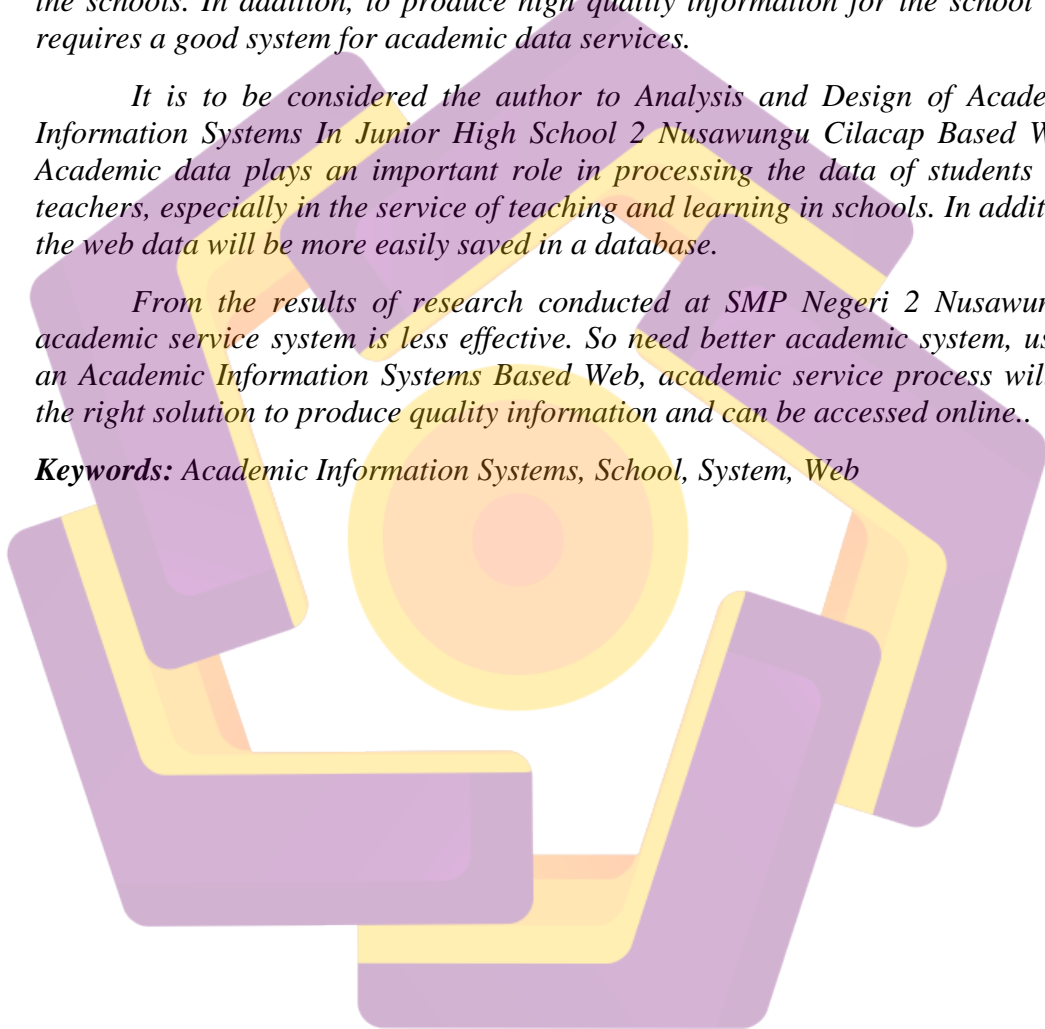 the schools. In addition, to produce high quality information for the school
requires a good system for academic data services.
It is to be considered the author to Analysis and Design of Acade
Information Systems In Junior High School 2 Nusawungu Cilacap Based W
Academic data plays an important role in processing the data of students
teachers, especially in the service of teaching and learning in schools. In addit
the web data will be more easily saved in a database.
From the results of research conducted at SMP Negeri 2 Nusawun
academic service system is less effective. So need better academic system, us
an Academic Information Systems Based Web, academic service process wil
the right solution to produce quality information and can be accessed online..
Keywords: Academic Information Systems, School, System, Web